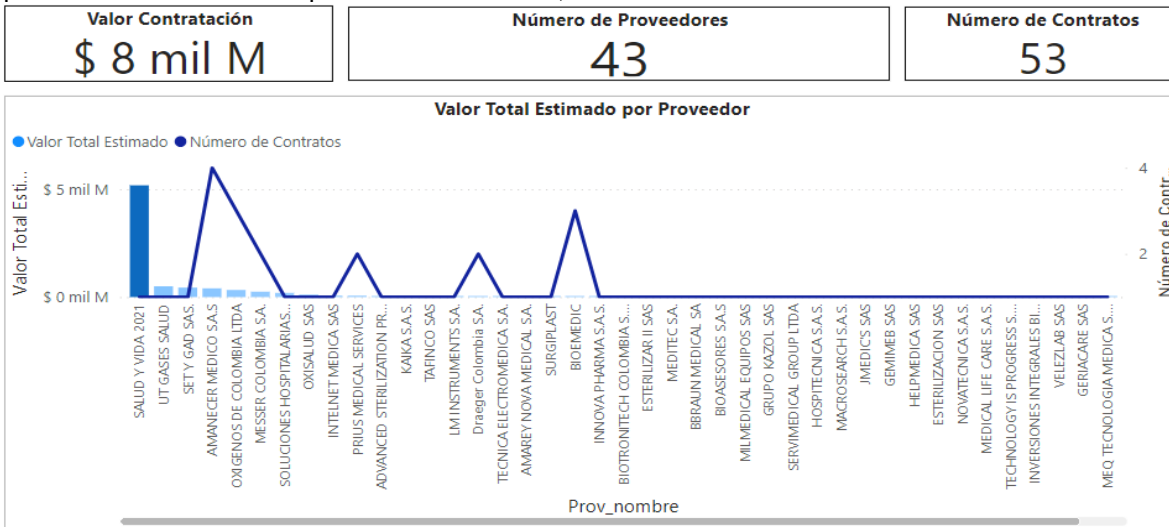 Valor Contratación
$ 8 mil M
Número de Proveedores
43
Número de Contratos
53
Valor Total Estimado por Proveedor
Valor Total Estimado
Número de Contratos
Valor Total Esti...
$ 5 mil M
$ 0 mil M
4
2
Número de Contr...
SALUD Y VIDA 2021
UT GASES SALUD
SET Y GAD SAS.
AMANECER MEDICO S.A.S
OXIGENOS DE COLOMBIA LTDA
MESSER COLOMBIA S.A.
SOLUCIONES HOSPITALARIAS...
OXISALUD SAS
INTELNET MEDICA SAS
PRIUS MEDICAL SERVICES
ADVANCED STERILIZATION PR...
KAIKA S.A.S.
TAFINCO SAS
LM INSTRUMENTS S.A.
Draeger Colombia S.A.
TECNICA ELECTROMEDICA S.A
AMAREY NOVA MEDICAL S.A.
SURGIPLAST
BIOEMEDIC
INNOVA PHARMA S.A.S.
BIOTRONITECH COLOMBIA S....
ESTERILIZAR II SAS
MEDITEC S.A.
BBRAUN MEDICAL SA
BIOASESORES S.A.S
MILMEDICAL EQUIPOS SAS
GRUPO KAZOL SAS
SERVIMEDICAL GROUP LTDA
HOSPITECNICA S.A.S.
MACROSEARCH S.A.S.
JMEDICS SAS
GEMIMEB SAS
HELPMEDICA SAS
ESTERILIZACION SAS
NOVATECNICA S.A.S.
MEDICAL LIFE CARE S.A.S.
TECHNOLOGY IS PROGRESS S....
INVERSIONES INTEGRALES BI...
VELEZLAB SAS
GERIACARE SAS
MEQ TECNOLOGIA MEDICA S....
Prov_nombre